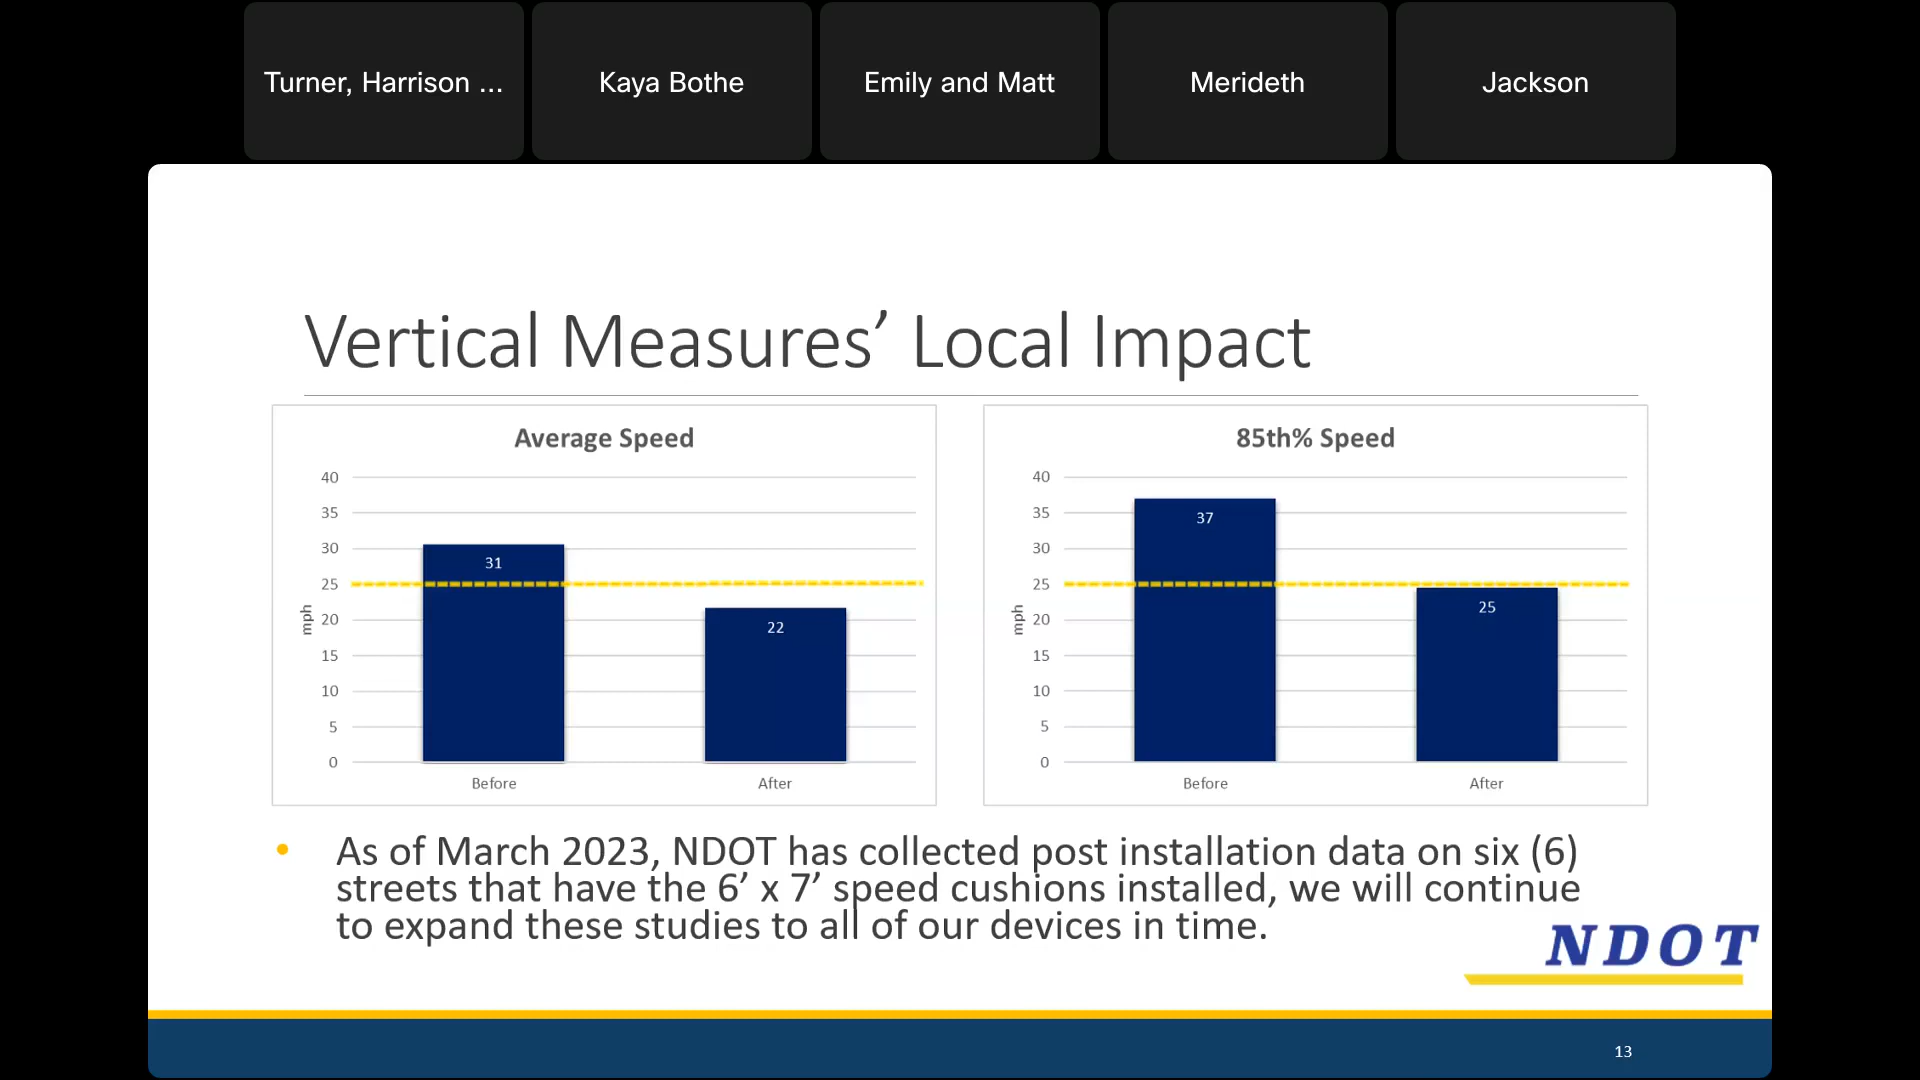 Turner, Harrison ...
Kaya Bothe
Emily and Matt
Merideth
Jackson
Vertical Measures’ Local Impact
Average Speed
40
35
30
25
20
15
10
5
0
mph
31
22
Before
After
85th% Speed
40
35
30
25
20
15
10
5
0
mph
37
25
Before
After
• As of March 2023, NDOT has collected post installation data on six (6)
streets that have the 6’ x 7’ speed cushions installed, we will continue
to expand these studies to all of our devices in time.
NDOT
13